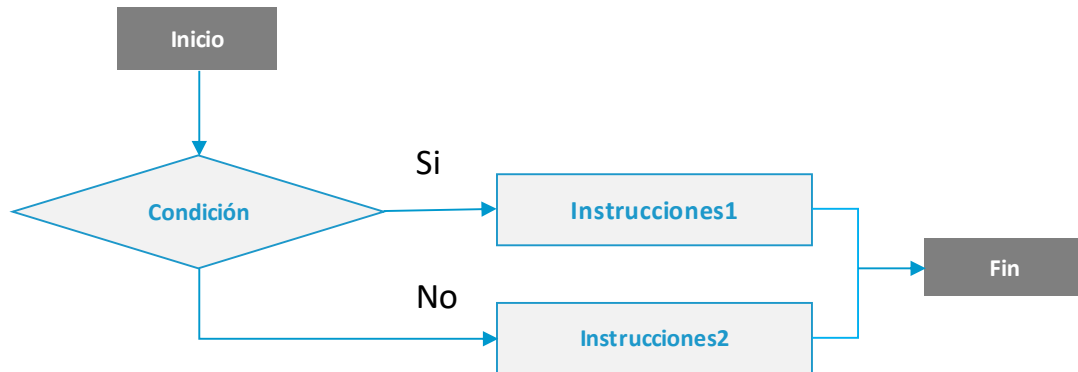 Inicio
Si
Condición
Instrucciones1
Fin
No
Instrucciones2